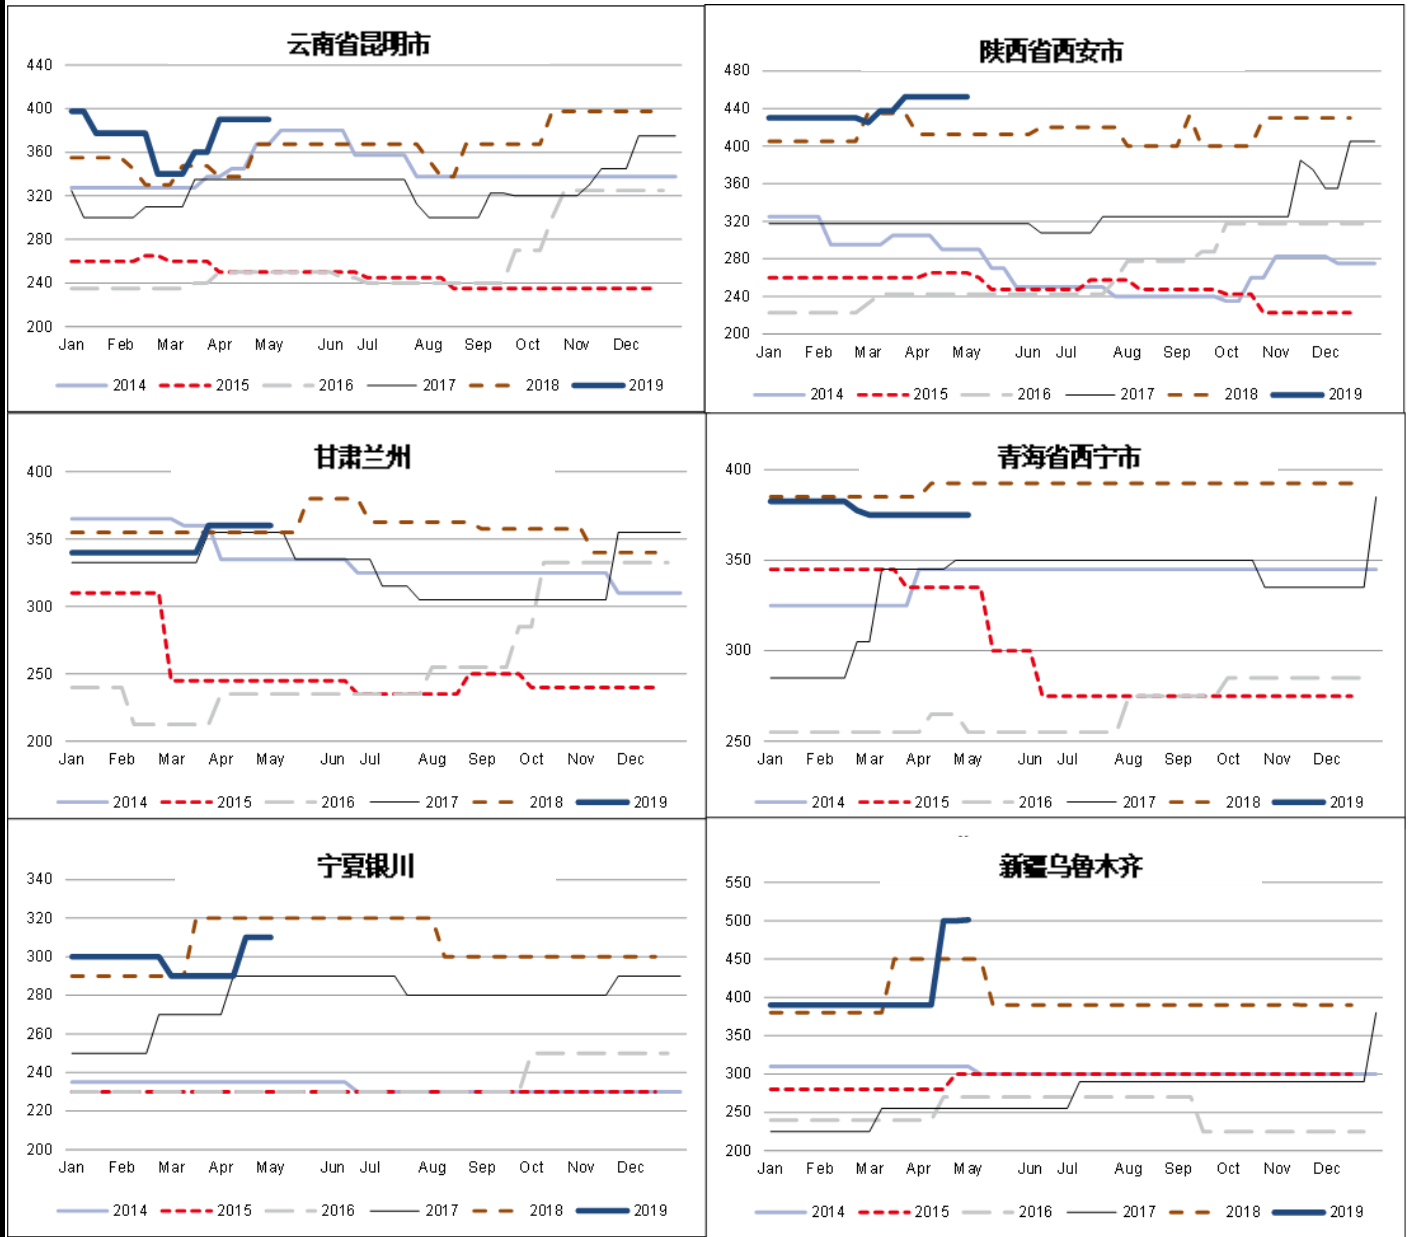 云南省昆明市
440
400
360
320
280
240
200
Jan Feb Mar Apr May Jun Jul Aug Sep Oct Nov Dec
2014 2015 2016 2017 2018 2019
陕西省西安市
480
440
400
360
320
280
240
200
Jan Feb Mar Apr May Jun Jul Aug Sep Oct Nov Dec
2014 2015 2016 2017 2018 2019
甘肃兰州
400
350
300
250
200
Jan Feb Mar Apr May Jun Jul Aug Sep Oct Nov Dec
2014 2015 2016 2017 2018 2019
青海省西宁市
400
350
300
250
Jan Feb Mar Apr May Jun Jul Aug Sep Oct Nov Dec
2014 2015 2016 2017 2018 2019
宁夏银川
340
320
300
280
260
240
220
200
Jan Feb Mar Apr May Jun Jul Aug Sep Oct Nov Dec
2014 2015 2016 2017 2018 2019
新疆乌鲁木齐
550
500
450
400
350
300
250
200
Jan Feb Mar Apr May Jun Jul Aug Sep Oct Nov Dec
2014 2015 2016 2017 2018 2019